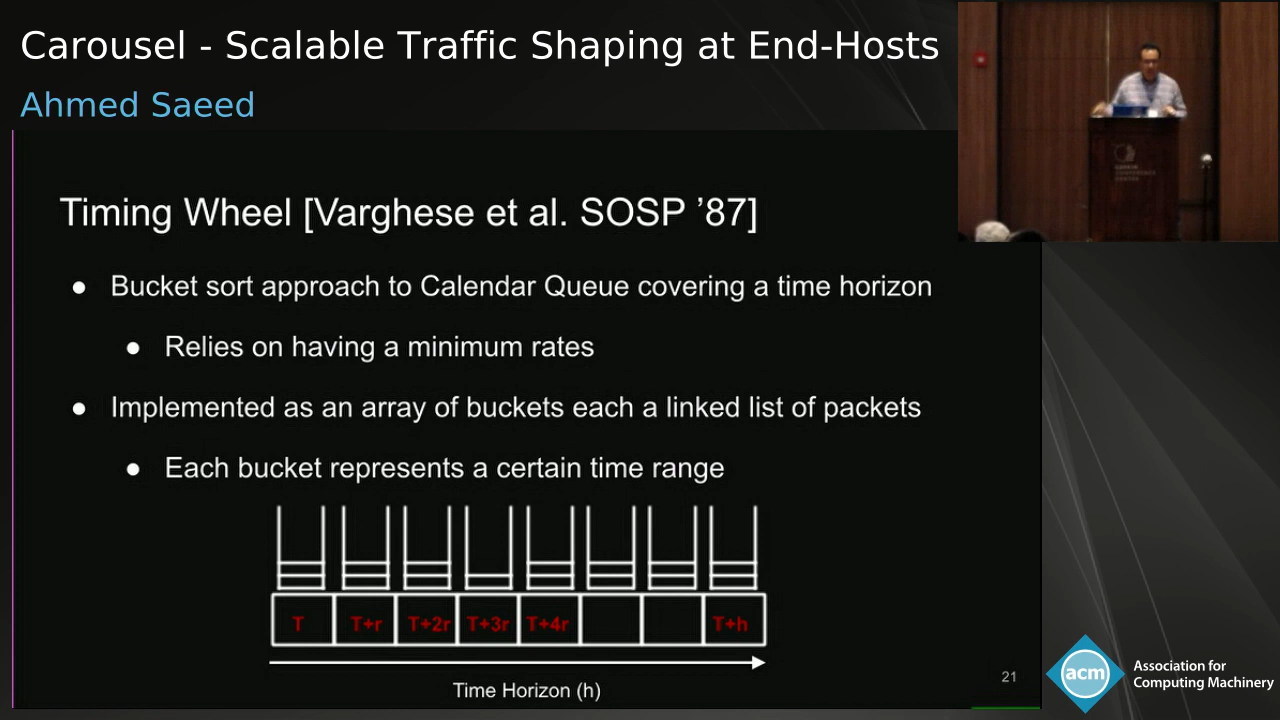 Carousel - Scalable Traffic Shaping at End-Hosts
Ahmed Saeed
Timing Wheel [Varghese et al. SOSP ’87]
● Bucket sort approach to Calendar Queue covering a time horizon
● Relies on having a minimum rates
● Implemented as an array of buckets each a linked list of packets
● Each bucket represents a certain time range
T T+r T+2r T+3r T+4r T+h
Time Horizon (h)
21
acm
Association for
Computing Machinery